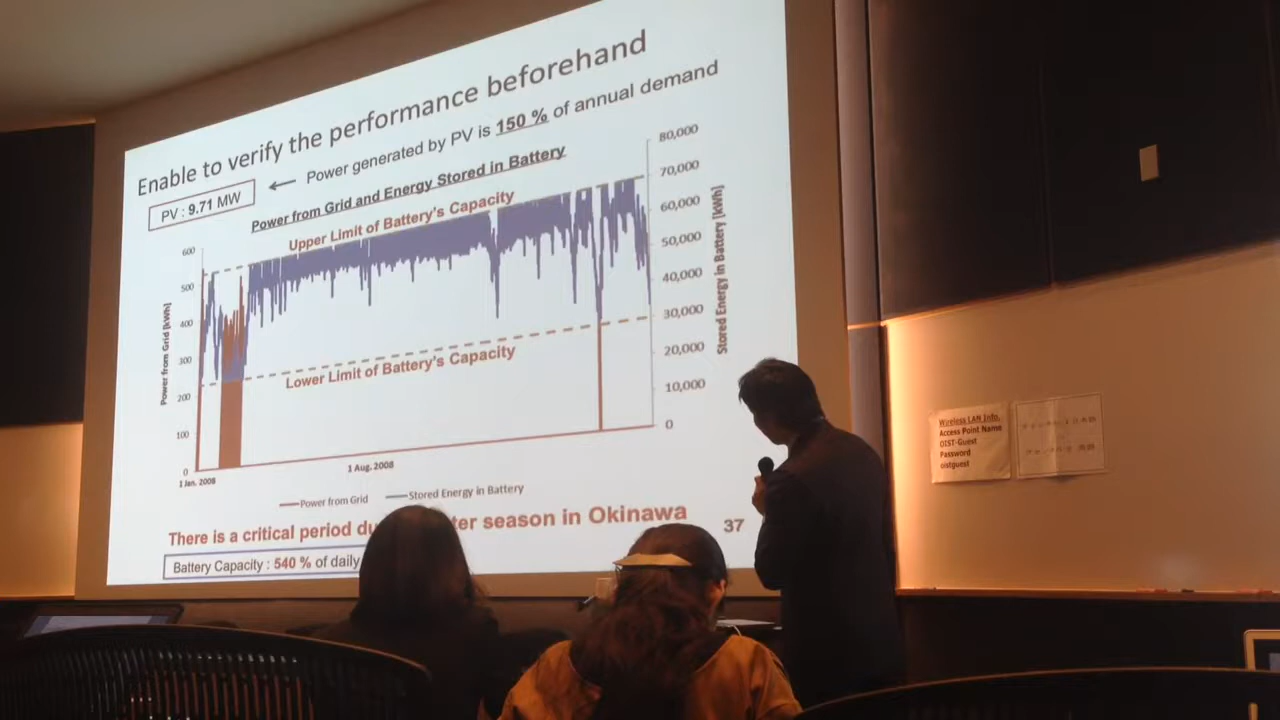 Enable to verify the performance beforehand
PV : 9.71 MW
Power generated by PV is 150 % of annual demand
Power from Grid and Energy Stored in Battery
Upper Limit of Battery's Capacity
Lower Limit of Battery's Capacity
Power from Grid [kWh]
600
500
400
300
200
100
0
Stored Energy in Battery [kWh]
80,000
70,000
60,000
50,000
40,000
30,000
20,000
10,000
0
1 Jan. 2008
1 Aug. 2008
Power from Grid
Stored Energy in Battery
There is a critical period du
ter season in Okinawa
37
Battery Capacity : 540 % of daily
Wireless LAN Info.
Access Point Name
OIST-Guest
Password
oistguest